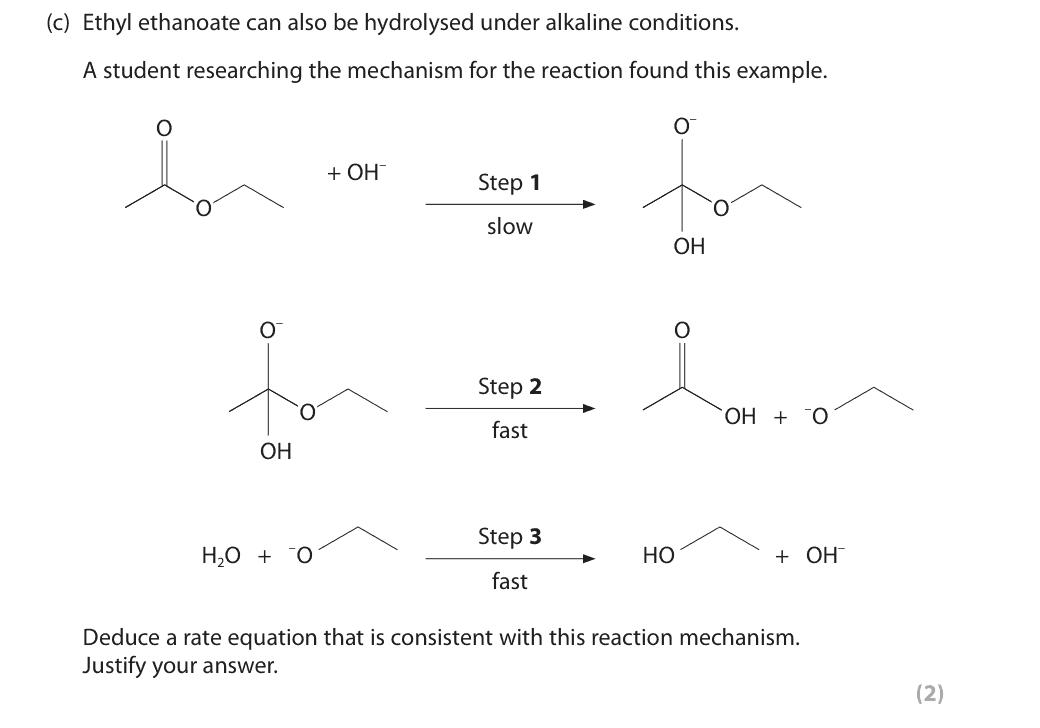 (c) Ethyl ethanoate can also be hydrolysed under alkaline conditions.
A student researching the mechanism for the reaction found this example.
O
O
+ OH⁻
Step 1
slow
O⁻
O
OH
O⁻
O
OH
Step 2
fast
O
OH + ⁻O
H₂O + ⁻O
Step 3
fast
HO
+ OH⁻
Deduce a rate equation that is consistent with this reaction mechanism.
Justify your answer.
(2)